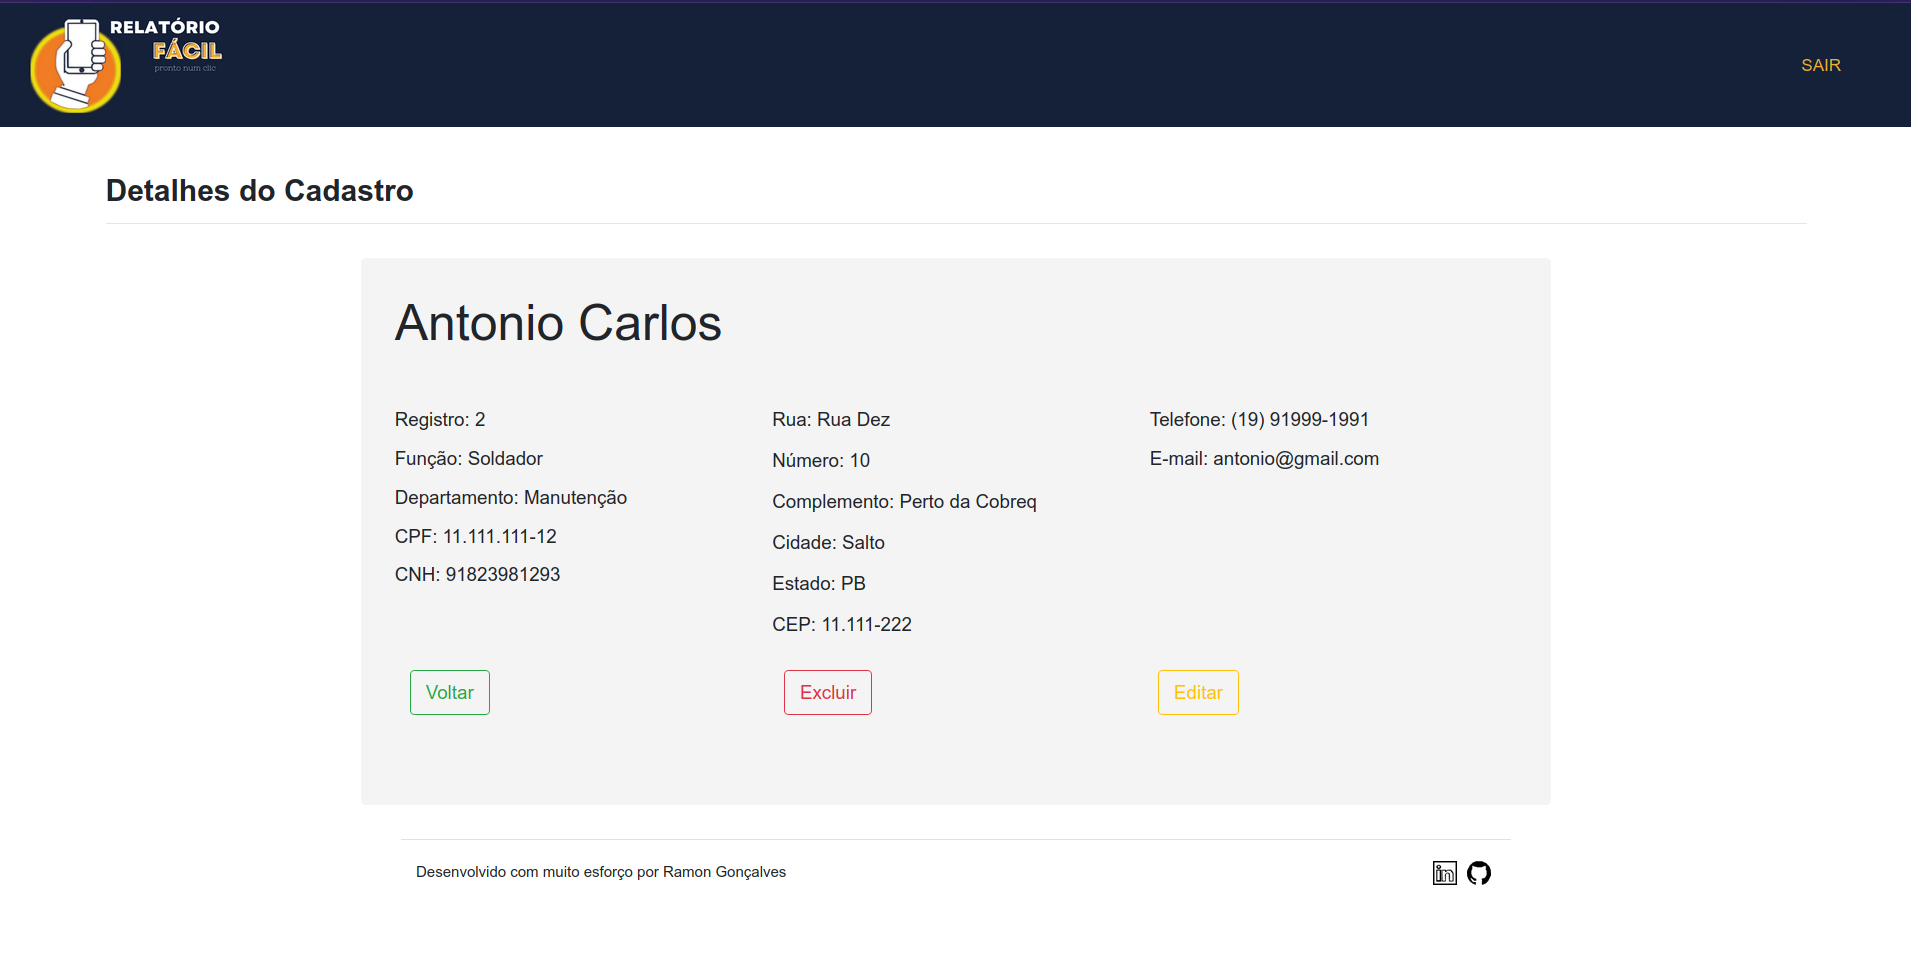 RELATÓRIO
FÁCIL
pronto num clic
SAIR
Detalhes do Cadastro
Antonio Carlos
Registro: 2
Função: Soldador
Departamento: Manutenção
CPF: 11.111.111-12
CNH: 91823981293
Rua: Rua Dez
Número: 10
Complemento: Perto da Cobreq
Cidade: Salto
Estado: PB
CEP: 11.111-222
Telefone: (19) 91999-1991
E-mail: antonio@gmail.com
Voltar
Excluir
Editar
Desenvolvido com muito esforço por Ramon Gonçalves
in